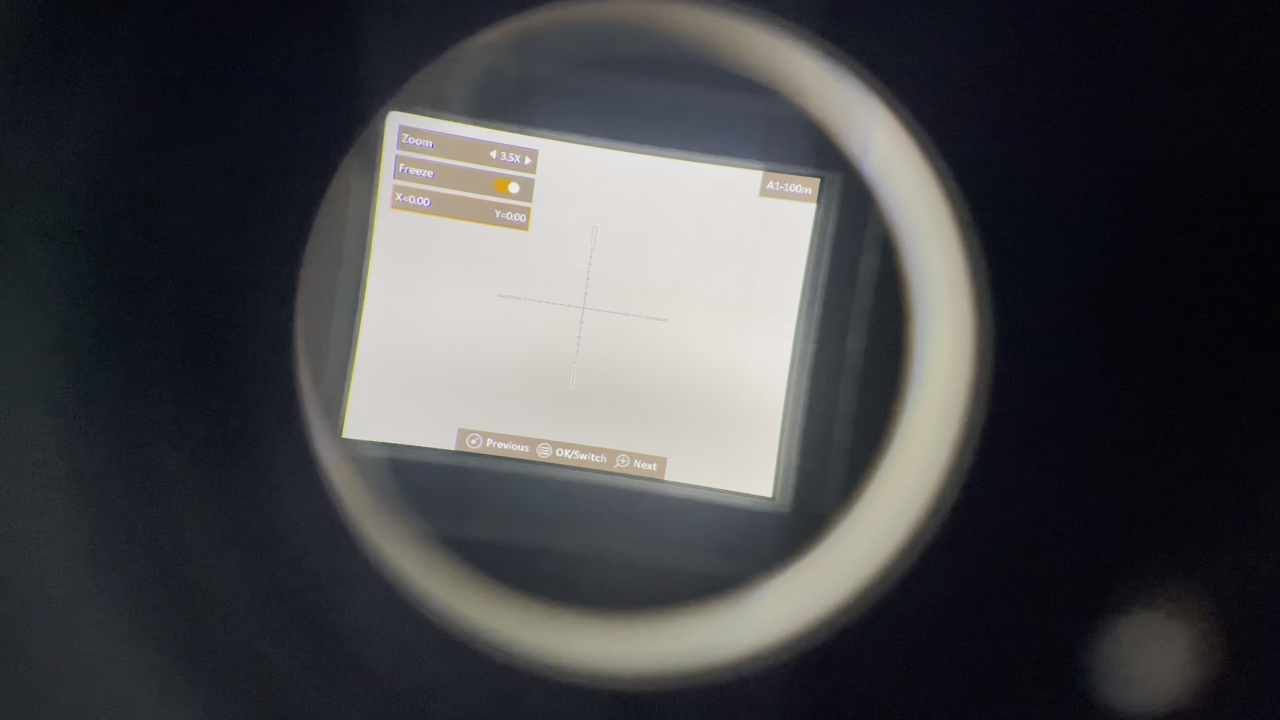 Zoom
3.5X
Freeze
X=0.00 Y=0.00
A1-100m
Previous OK/Switch Next